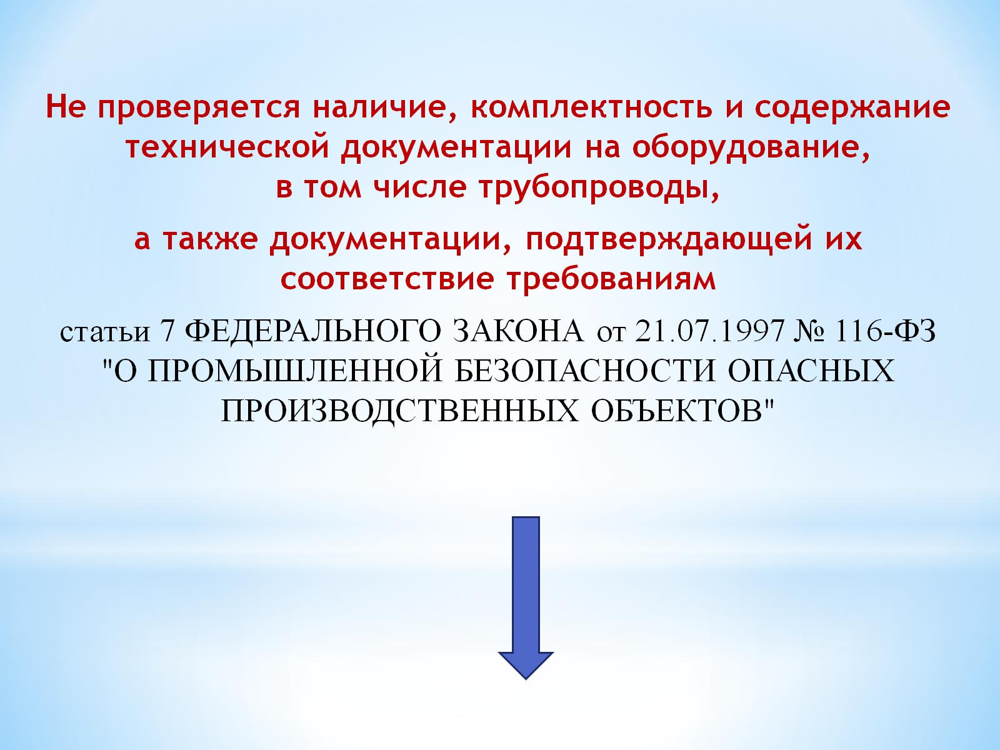 Не проверяется наличие, комплектность и содержание
технической документации на оборудование,
в том числе трубопроводы,
а также документации, подтверждающей их
соответствие требованиям
статьи 7 ФЕДЕРАЛЬНОГО ЗАКОНА от 21.07.1997 № 116-ФЗ
"О ПРОМЫШЛЕННОЙ БЕЗОПАСНОСТИ ОПАСНЫХ
ПРОИЗВОДСТВЕННЫХ ОБЪЕКТОВ"